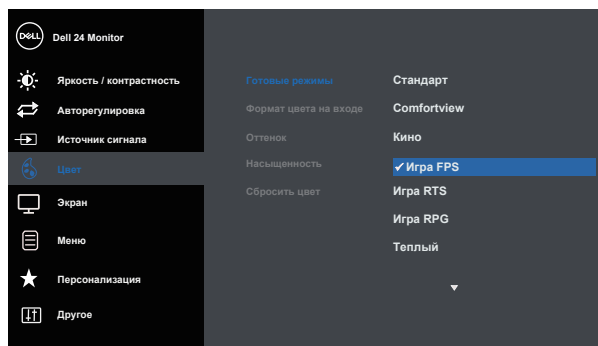 DELL
Dell 24 Monitor
Яркость / контрастность
Авторегулировка
Источник сигнала
Цвет
Экран
Меню
Персонализация
Другое
Готовые режимы
Формат цвета на входе
Оттенок
Насыщенность
Сбросить цвет
Стандарт
Comfortview
Кино
✔Игра FPS
Игра RTS
Игра RPG
Теплый